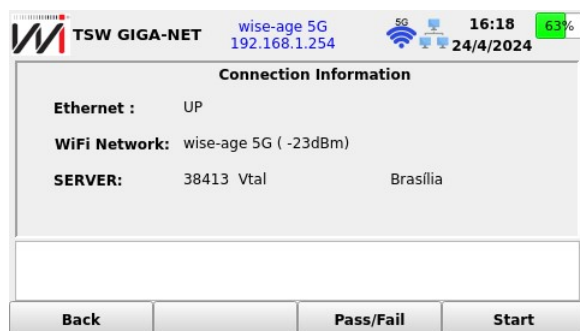 TSW GIGA-NET
wise-age 5G
192.168.1.254
5G
16:18
24/4/2024
63%
Connection Information
Ethernet : UP
WiFi Network: wise-age 5G ( -23dBm)
SERVER: 38413 Vtal Brasília
Back Pass/Fail Start